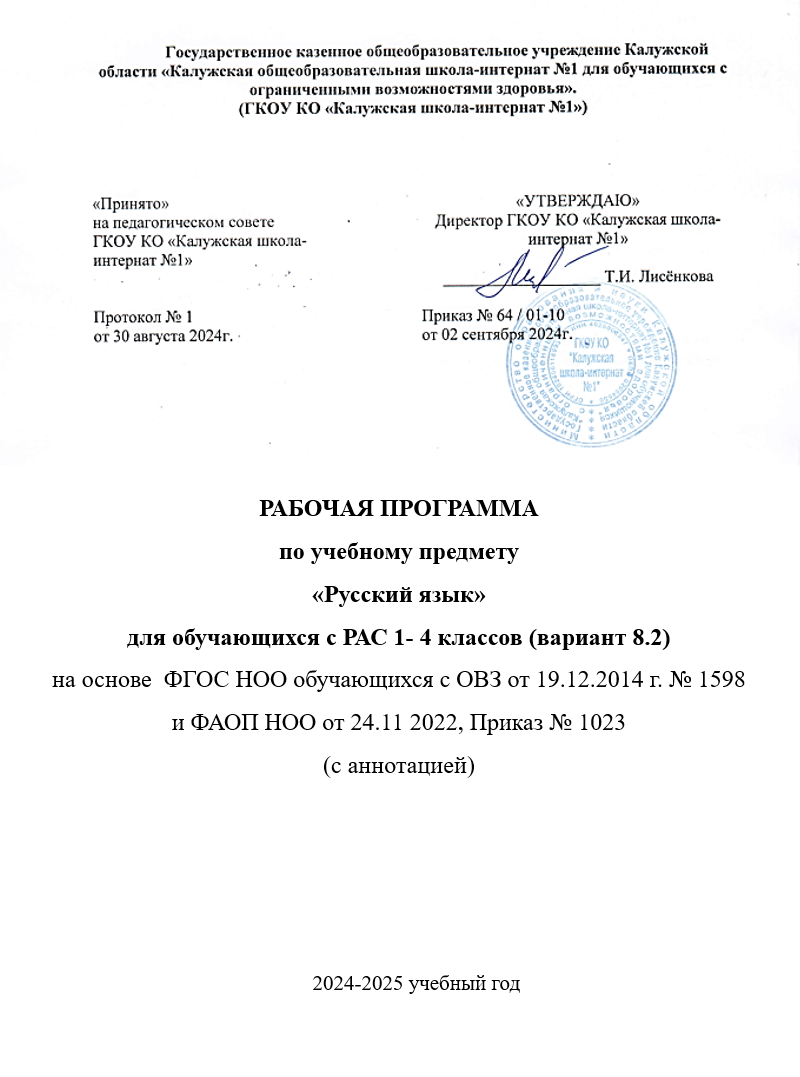 Государственное казенное общеобразовательное учреждение Калужской
области «Калужская общеобразовательная школа-интернат №1 для обучающихся с
ограниченными возможностями здоровья».
(ГКОУ КО «Калужская школа-интернат №1»)
«Принято»
на педагогическом совете
ГКОУ КО «Калужская школа-
интернат №1»
Протокол № 1
от 30 августа 2024г.
«УТВЕРЖДАЮ»
Директор ГКОУ КО «Калужская школа-
интернат №1»
Т.И. Лисёнкова
Приказ № 64 / 01-10
от 02 сентября 2024г.
ГКОУ КО
"Калужская
школа-интернат
№1"
РАБОЧАЯ ПРОГРАММА
по учебному предмету
«Русский язык»
для обучающихся с РАС 1- 4 классов (вариант 8.2)
на основе  ФГОС НОО обучающихся с ОВЗ от 19.12.2014 г. № 1598
и ФАОП НОО от 24.11 2022, Приказ № 1023
(с аннотацией)
2024-2025 учебный год